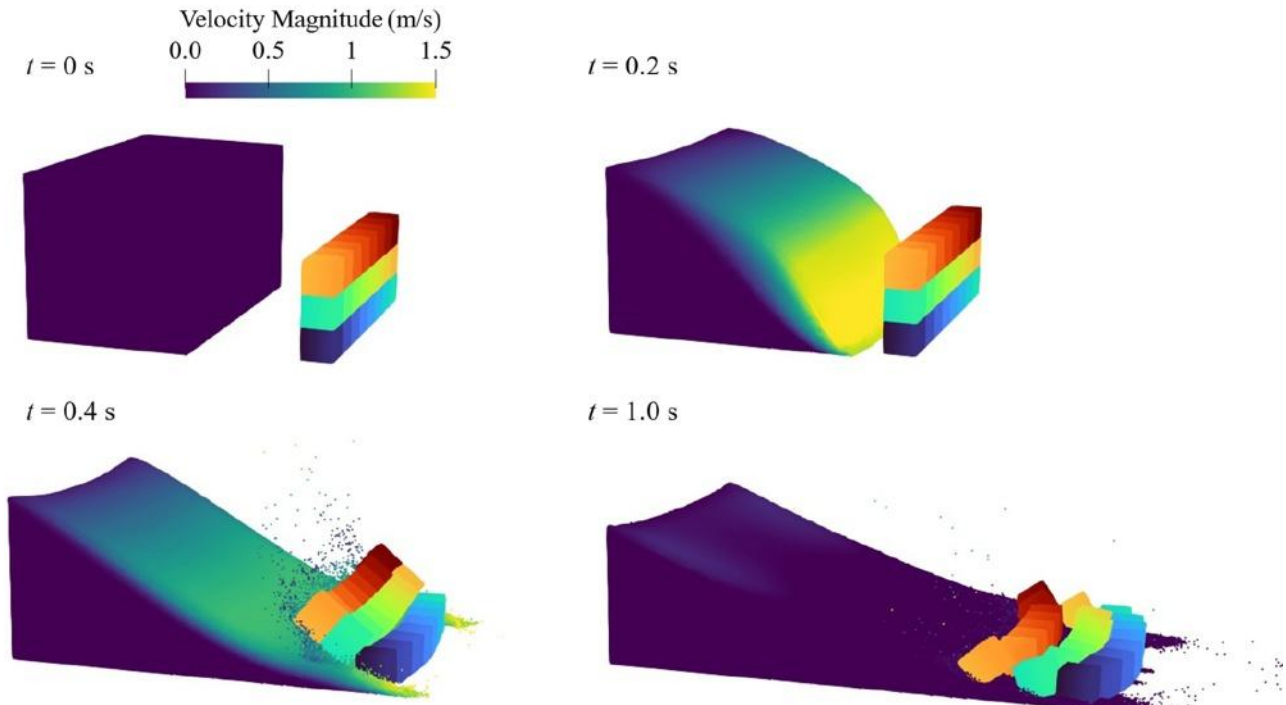 Velocity Magnitude (m/s)
0.0 0.5 1 1.5
t = 0 s
t = 0.2 s
t = 0.4 s
t = 1.0 s